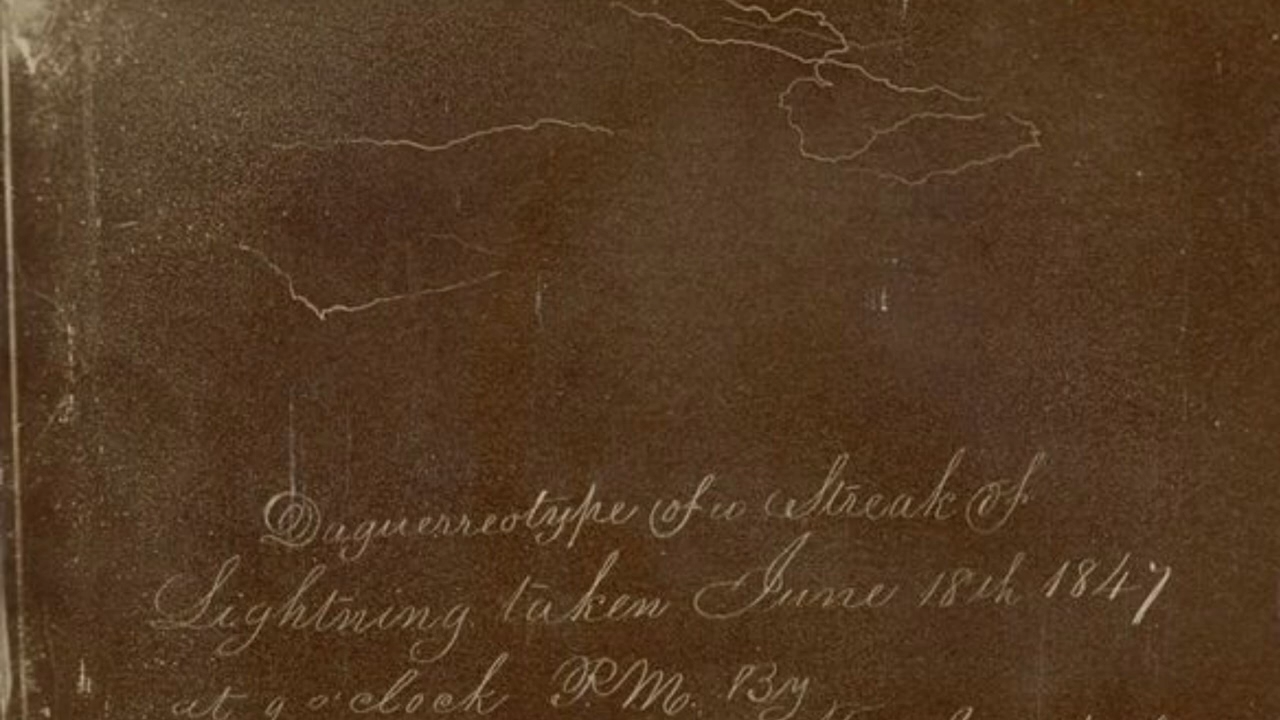 Daguerreotype of a Streak of
Lightning taken June 18th 1847
at 9 o'clock P.M. By